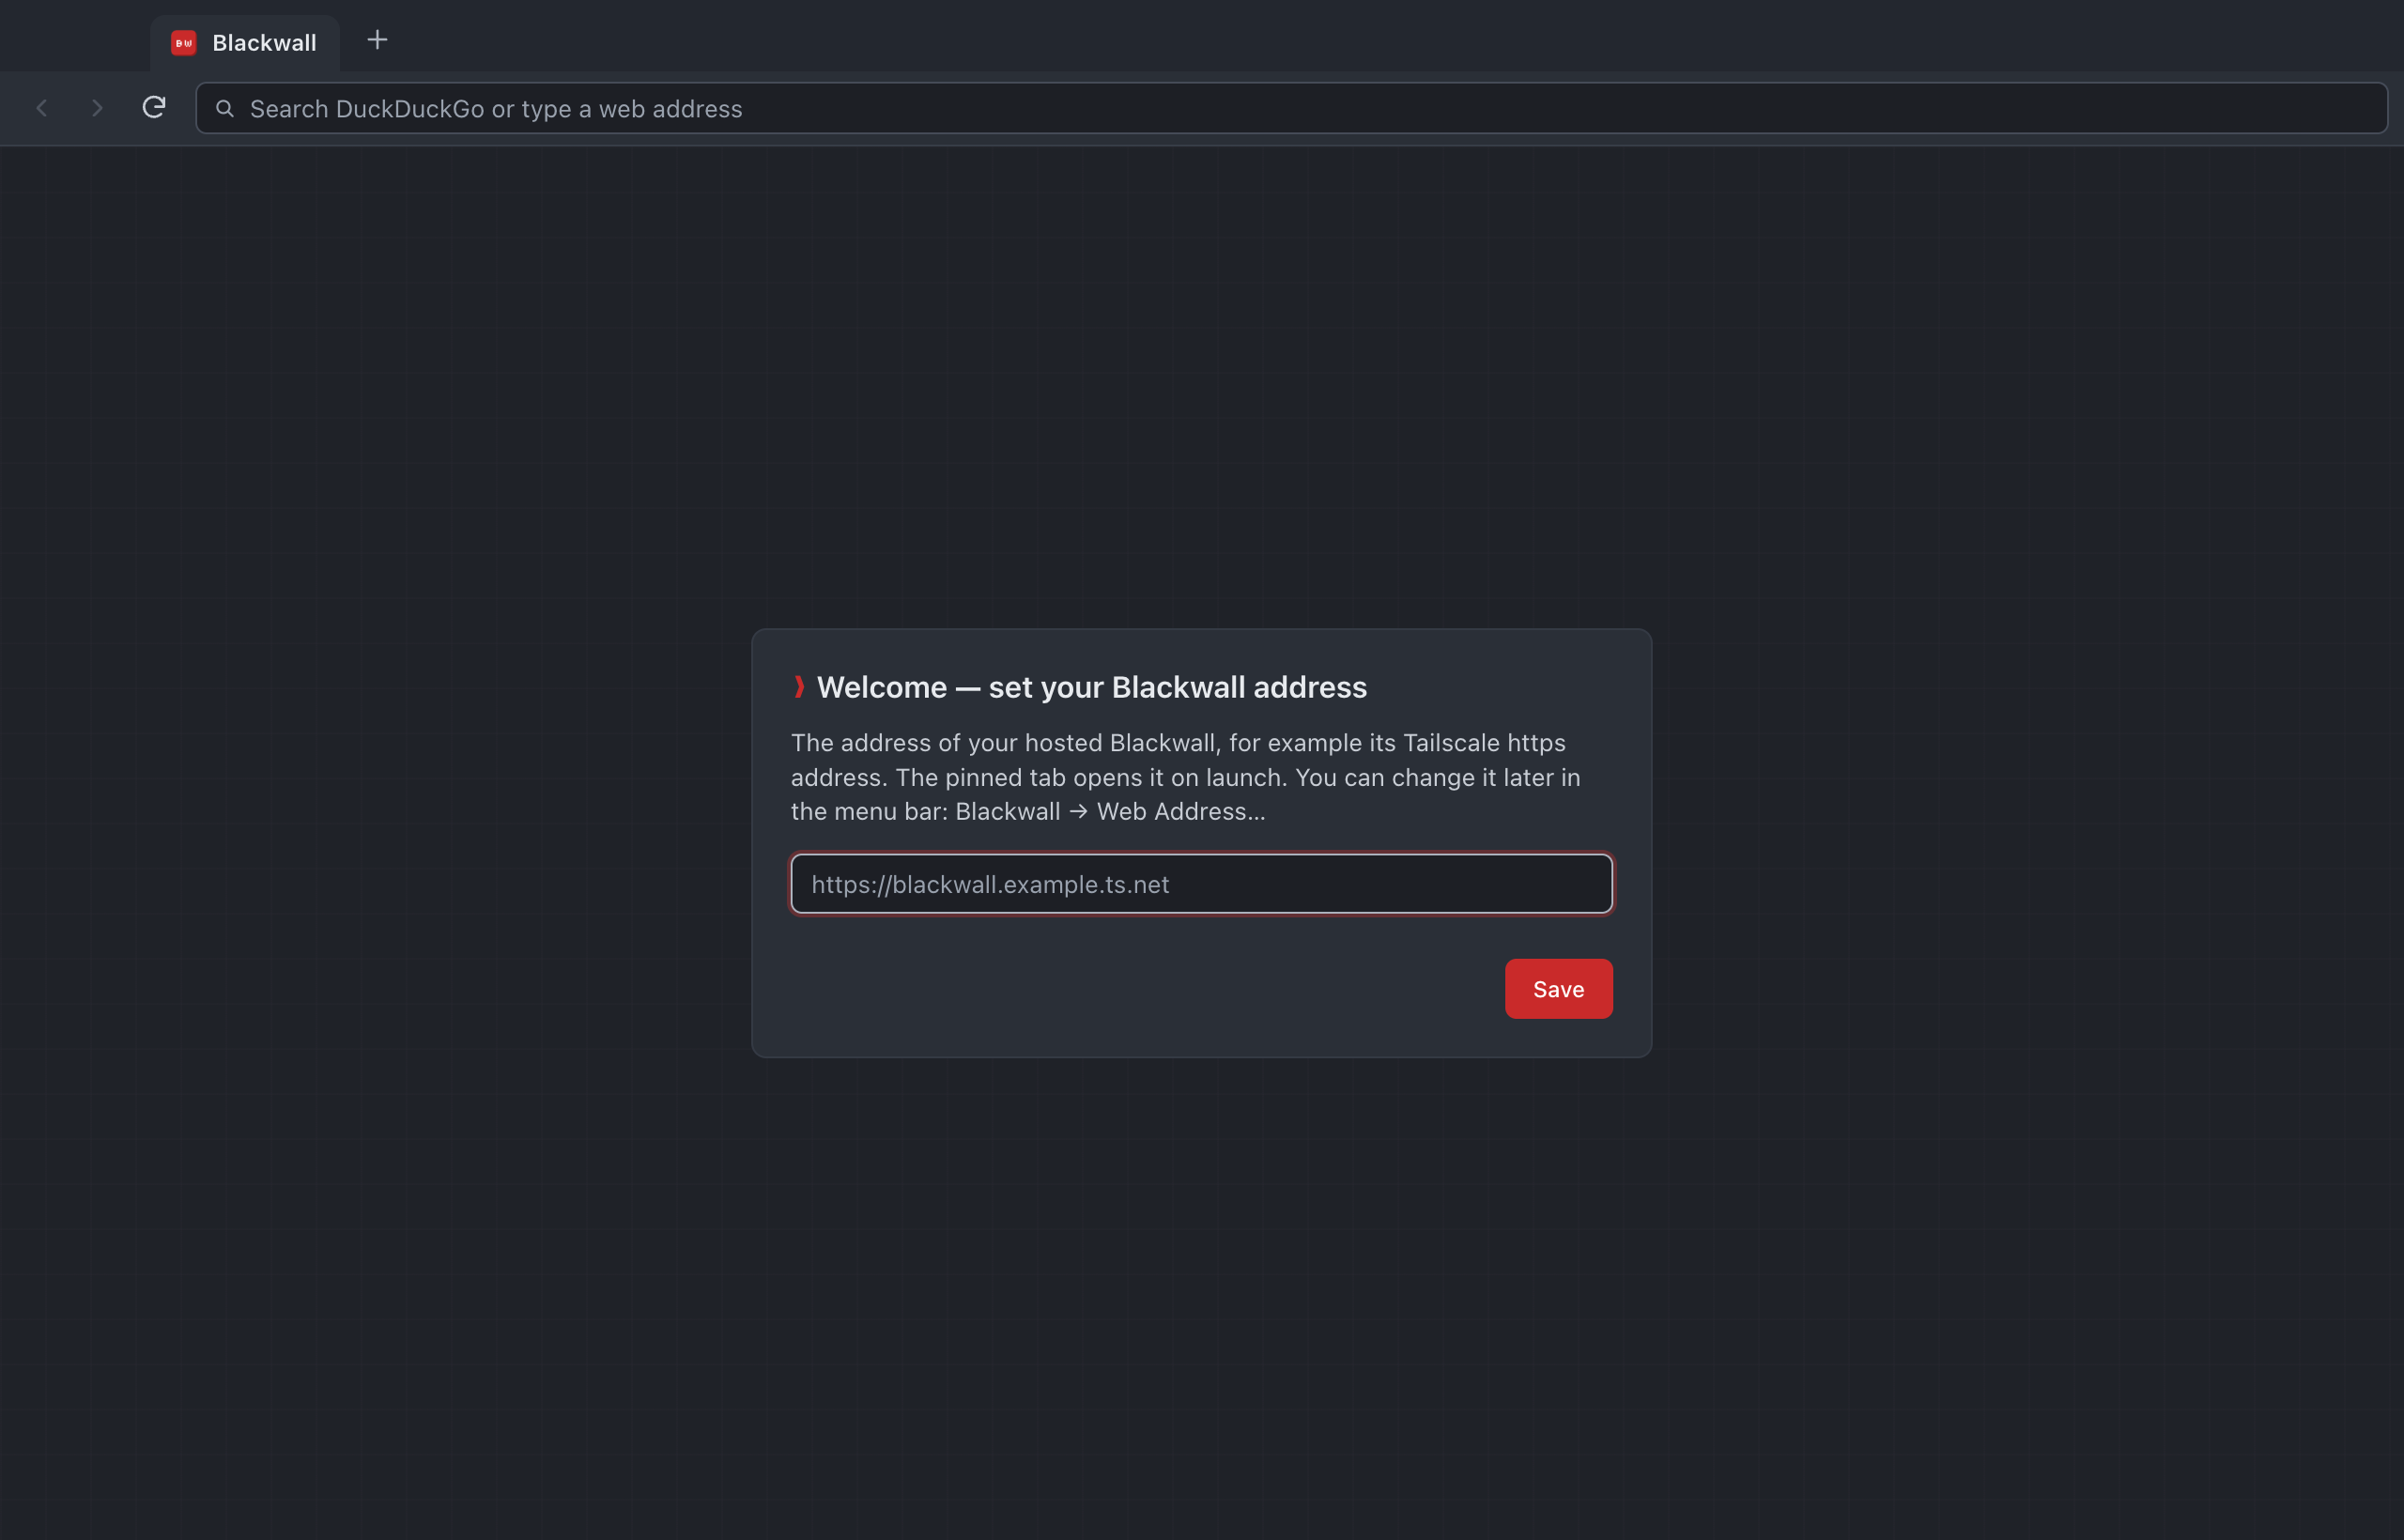 BW Blackwall
Search DuckDuckGo or type a web address
Welcome — set your Blackwall address
The address of your hosted Blackwall, for example its Tailscale https
address. The pinned tab opens it on launch. You can change it later in
the menu bar: Blackwall → Web Address...
https://blackwall.example.ts.net
Save